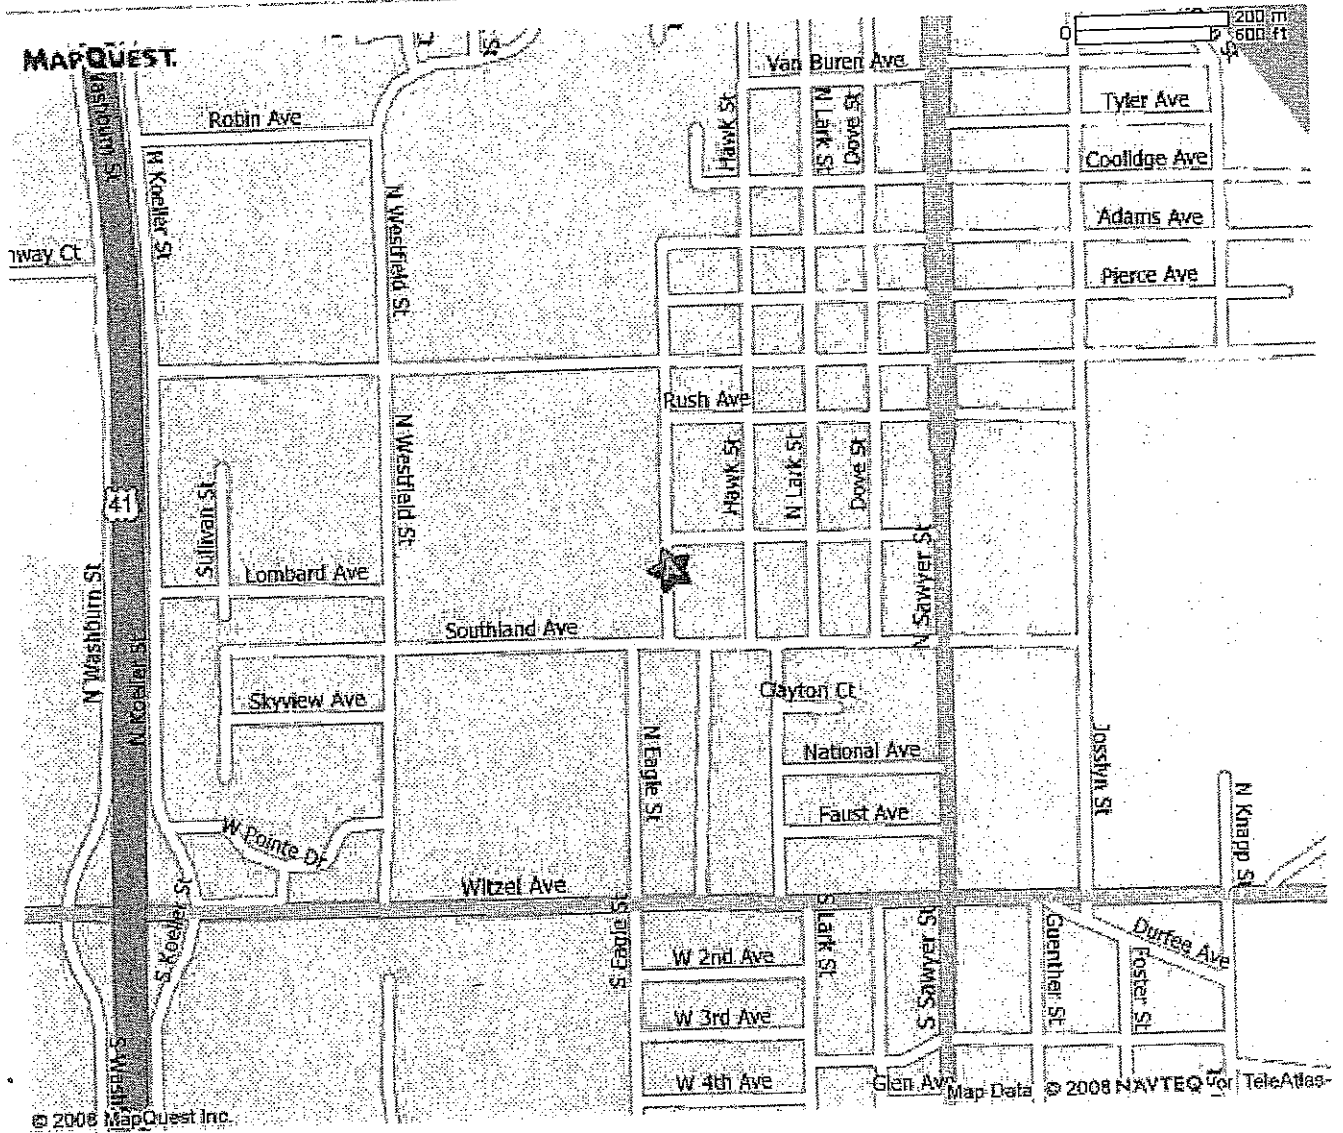 MAPQUEST.
200 m
0
600 ft
Van Buren Ave
Tyler Ave
Robin Ave
Hawk St
N Lark St
Dove St
Coolidge Ave
N Koeller St
N Westfield St
Adams Ave
nway Ct
Pierce Ave
Rush Ave
N Westfield St
Hawk St
N Lark St
Dove St
41
Sullivan St
Lombard Ave
N Washburn St
N Sawyer St
Southland Ave
N Koeller St
Skyview Ave
Clayton Ct
N Eagle St
National Ave
Josslyn St
Faust Ave
N Knapp St
W Pointe Dr
Witzel Ave
S Koeller St
S Eagle St
S Lark St
S Sawyer St
W 2nd Ave
Guenther St
Foster St
Durfee Ave
W 3rd Ave
W 4th Ave
Glen Ave
S Wash
Map Data © 2008 NAVTEQ or TeleAtlas
© 2008 MapQuest Inc.